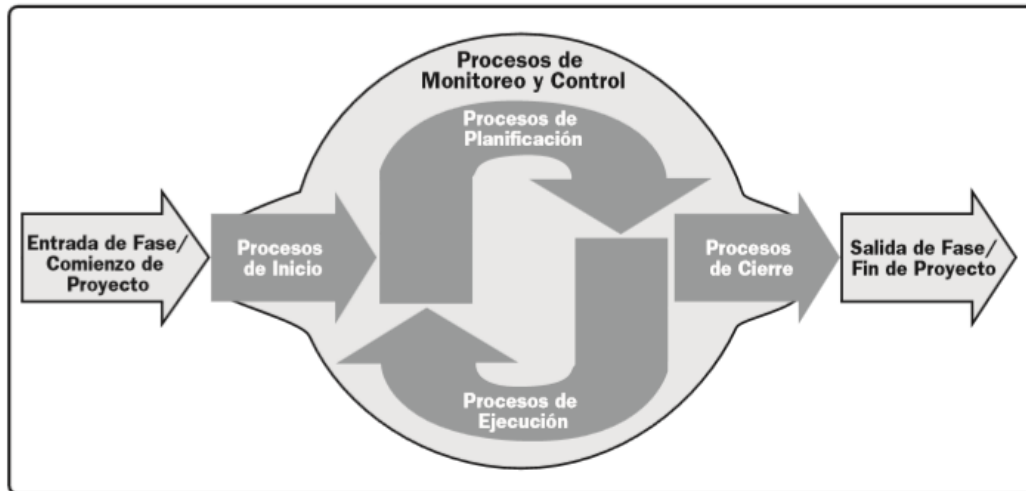 Procesos de
Monitoreo y Control
Procesos de
Planificación
Entrada de Fase/
Comienzo de
Proyecto
Procesos
de Inicio
Procesos
de Cierre
Salida de Fase/
Fin de Proyecto
Procesos de
Ejecución